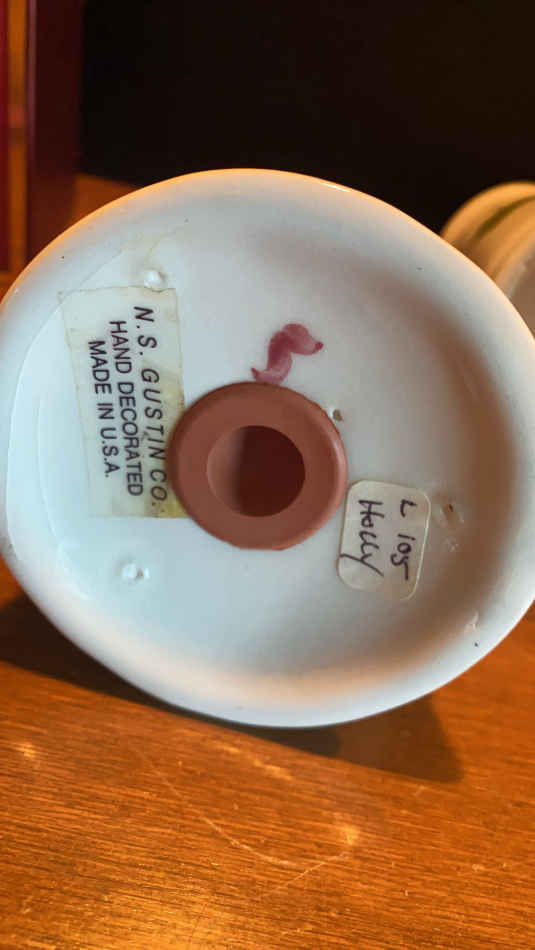 N. S. GUSTIN CO.
HAND DECORATED
MADE IN U.S.A.
L 105
Holly